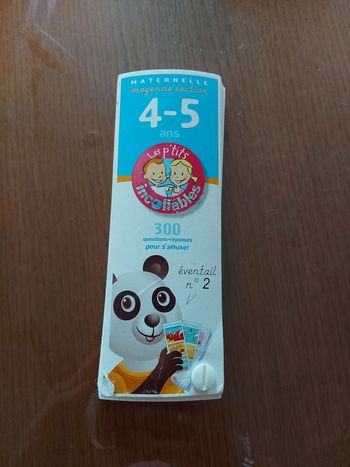 MATERNELLE
moyenne section
4-5
ans
Les p'tits
incollables
300
questions-réponses
pour s'amuser
éventail
n° 2